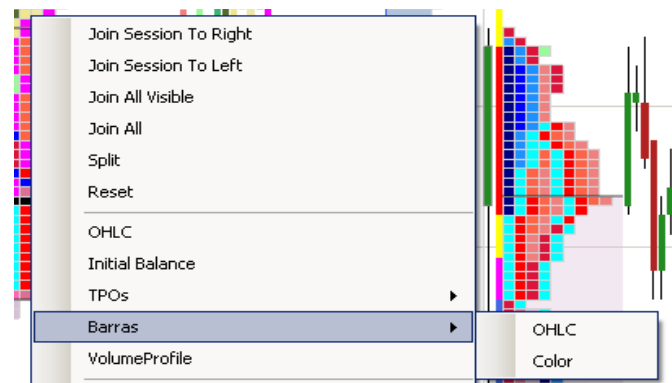 Join Session To Right
Join Session To Left
Join All Visible
Join All
Split
Reset
OHLC
Initial Balance
TPOs
Barras
OHLC
VolumeProfile
Color